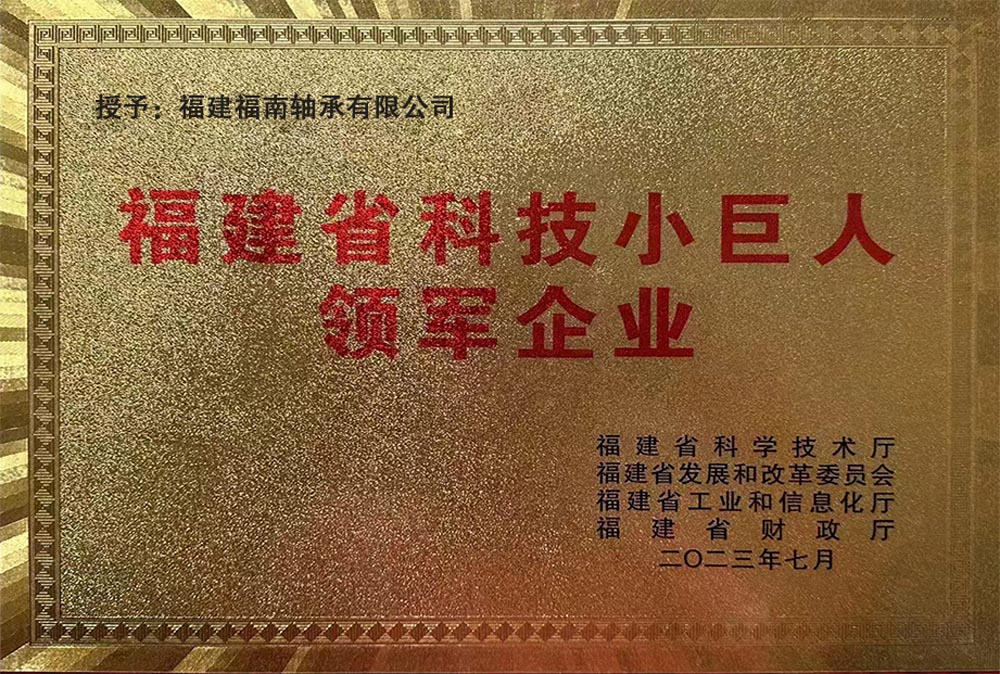 授予：福建福南轴承有限公司
福建省科技小巨人
领军企业
福建省科学技术厅
福建省发展和改革委员会
福建省工业和信息化厅
福建省财政厅
二〇二三年七月